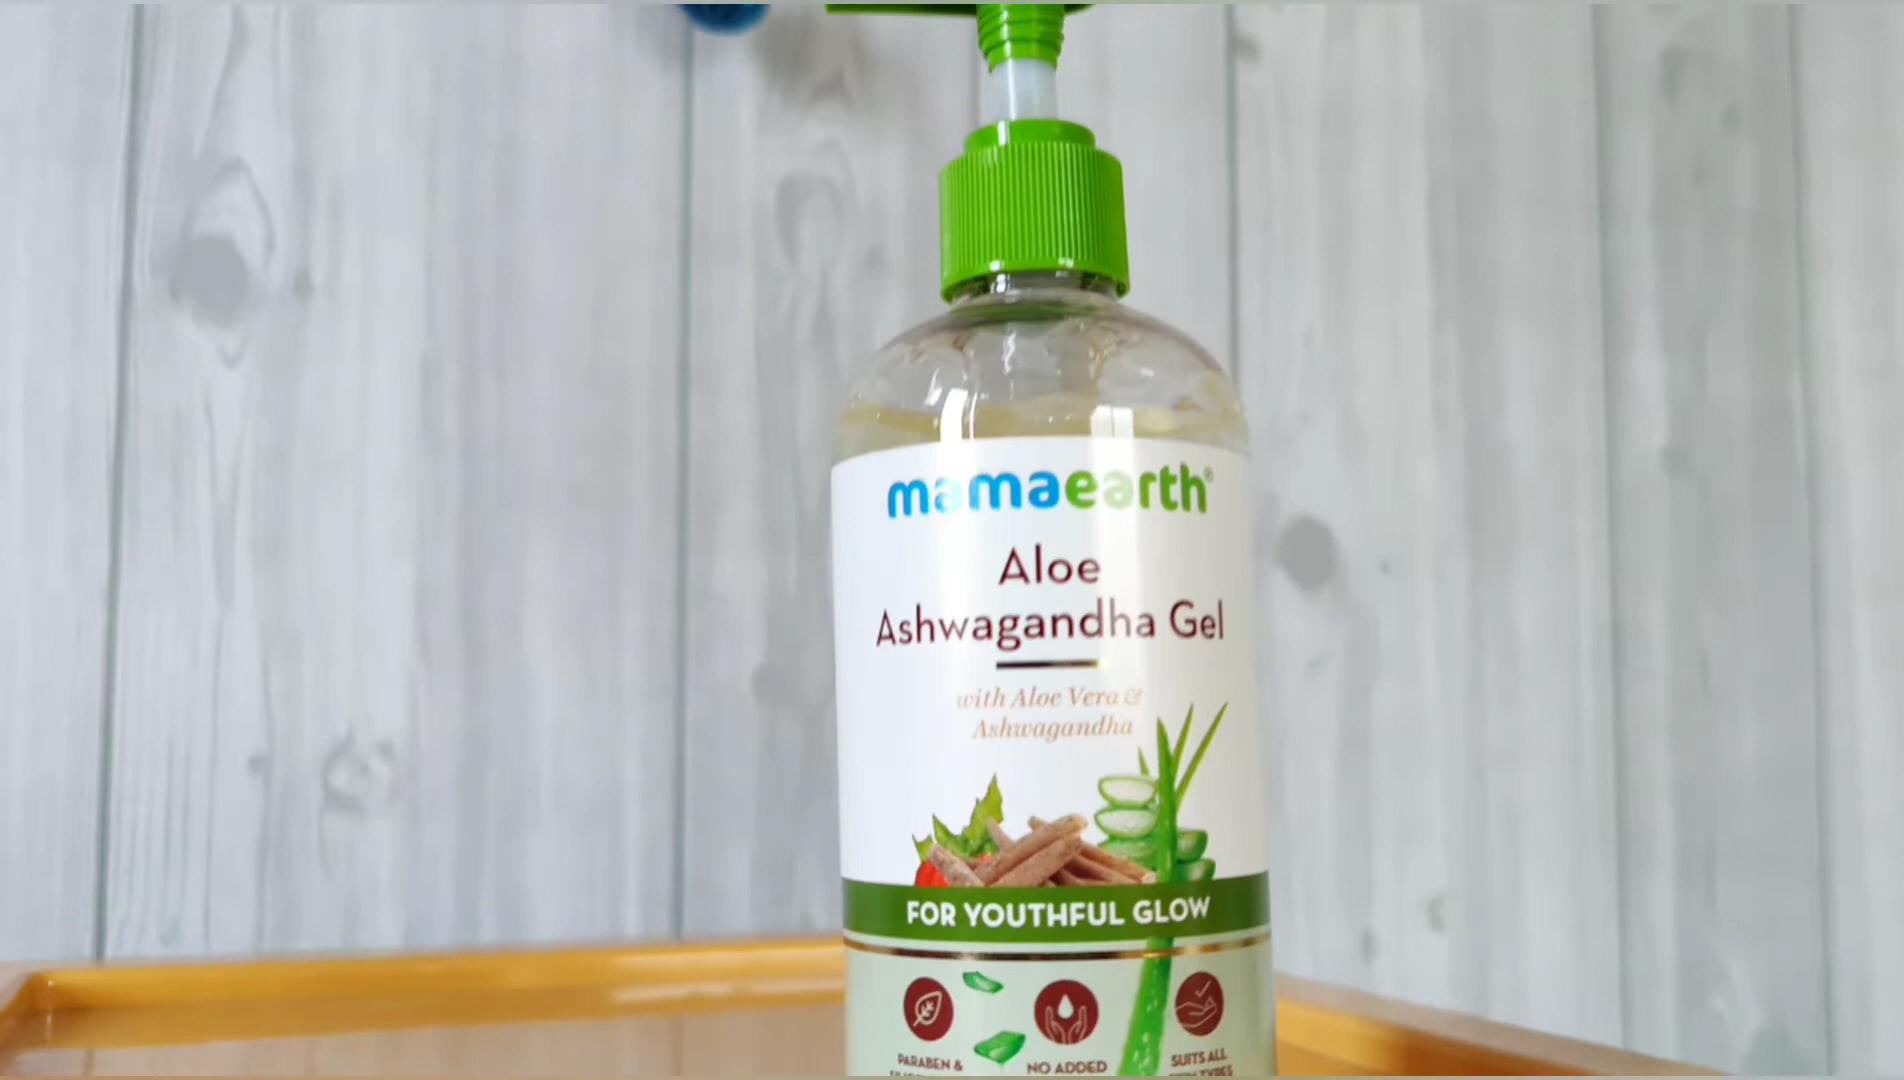 mamaearth®
Aloe
Ashwagandha Gel
with Aloe Vera &
Ashwagandha
FOR YOUTHFUL GLOW
PARABEN &
NO ADDED
SUITS ALL